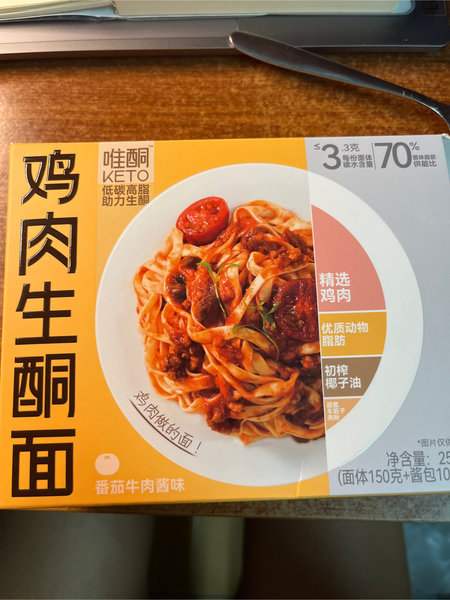 鸡肉生酮面
唯酮
KETO
低碳高脂
助力生酮
≤3.3克
每份面体
碳水含量
70%
面体脂肪
供能比
精选
鸡肉
优质动物
脂肪
初榨
椰子油
车前子
鸡肉做的面！
番茄牛肉酱味
*图片仅
净含量：25
(面体150克+酱包10